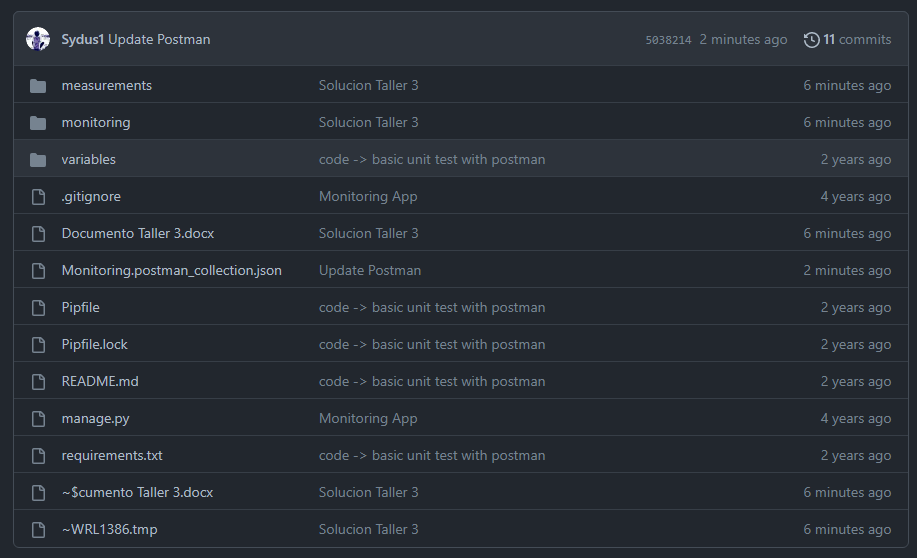 Sydus1 Update Postman 5038214 2 minutes ago 11 commits
measurements Solucion Taller 3 6 minutes ago
monitoring Solucion Taller 3 6 minutes ago
variables code -> basic unit test with postman 2 years ago
.gitignore Monitoring App 4 years ago
Documento Taller 3.docx Solucion Taller 3 6 minutes ago
Monitoring.postman_collection.json Update Postman 2 minutes ago
Pipfile code -> basic unit test with postman 2 years ago
Pipfile.lock code -> basic unit test with postman 2 years ago
README.md code -> basic unit test with postman 2 years ago
manage.py Monitoring App 4 years ago
requirements.txt code -> basic unit test with postman 2 years ago
~$cumento Taller 3.docx Solucion Taller 3 6 minutes ago
~WRL1386.tmp Solucion Taller 3 6 minutes ago